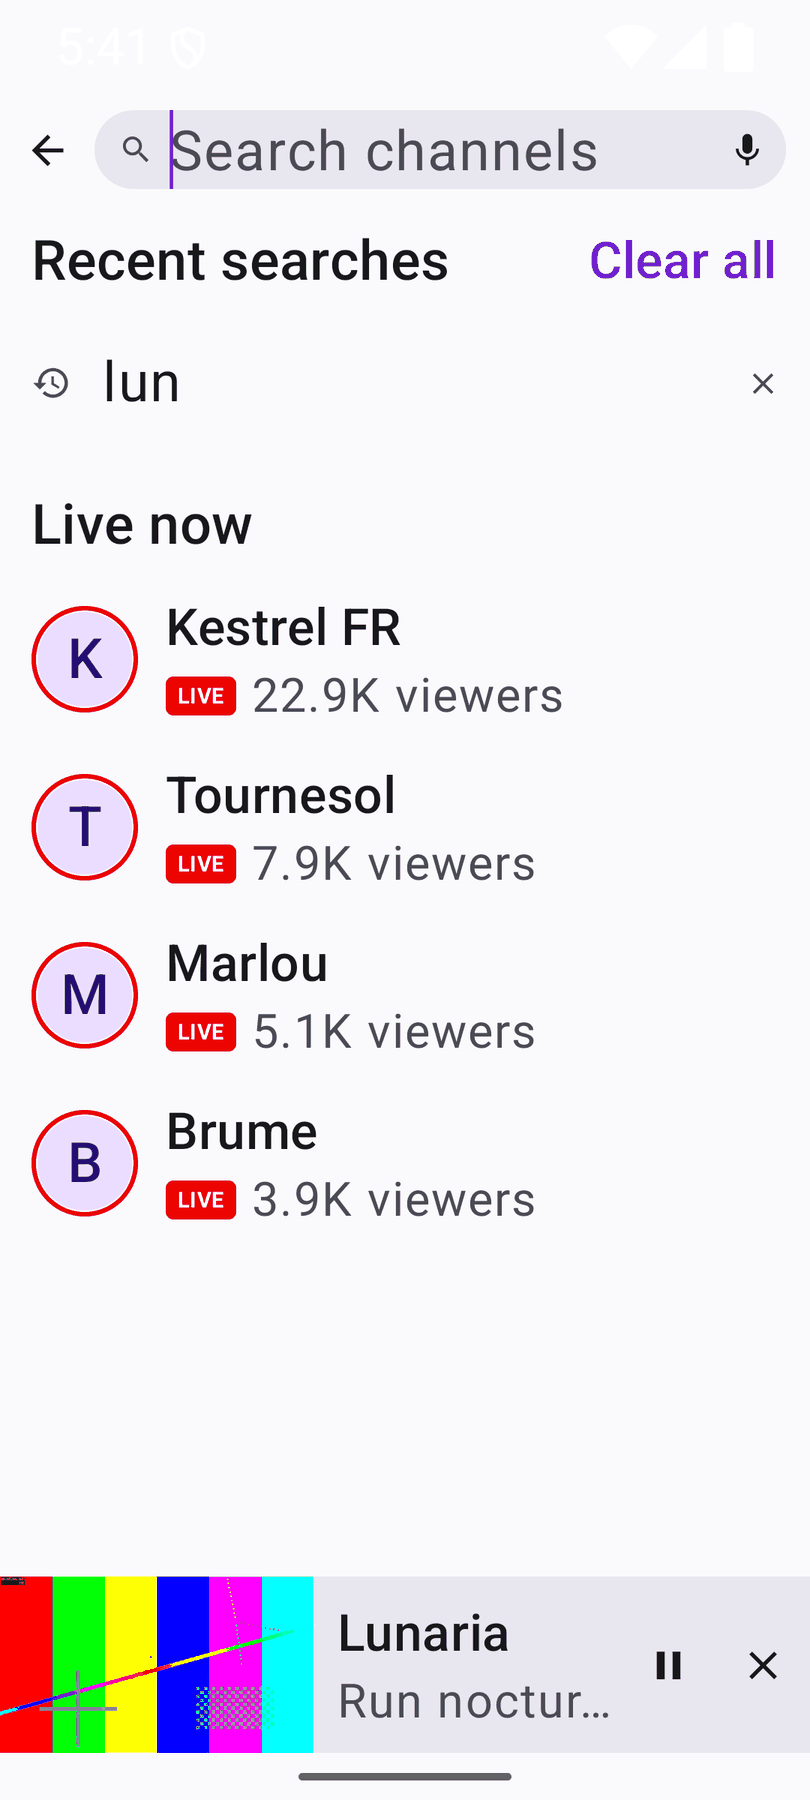 5:41
Search channels
Recent searches
Clear all
lun
Live now
K
Kestrel FR
LIVE 22.9K viewers
T
Tournesol
LIVE 7.9K viewers
M
Marlou
LIVE 5.1K viewers
B
Brume
LIVE 3.9K viewers
Lunaria
Run noctur...